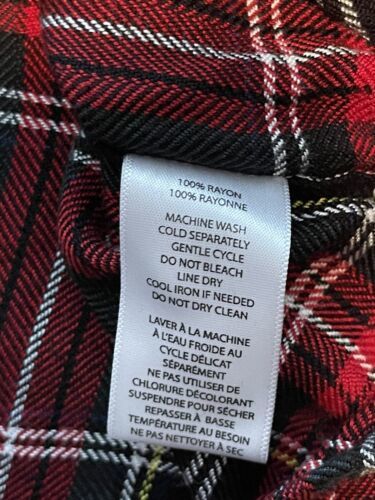 100% RAYON
100% RAYONNE
MACHINE WASH
COLD SEPARATELY
GENTLE CYCLE
DO NOT BLEACH
LINE DRY
COOL IRON IF NEEDED
DO NOT DRY CLEAN
LAVER À LA MACHINE
À L'EAU FROIDE AU
CYCLE DÉLICAT
SÉPARÉMENT
NE PAS UTILISER DE
CHLORURE DÉCOLORANT
SUSPENDRE POUR SÉCHER
REPASSER À BASSE
TEMPÉRATURE AU BESOIN
NE PAS NETTOYER À SEC